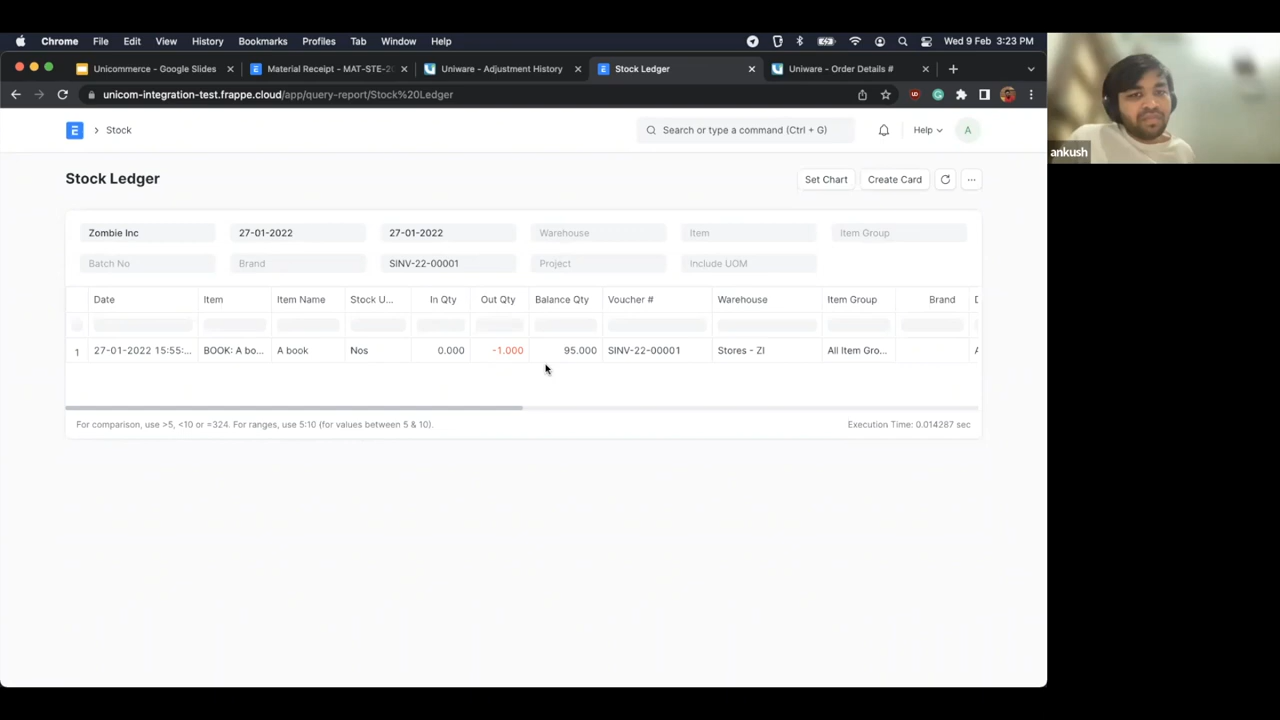 Chrome File Edit View History Bookmarks Profiles Tab Window Help Wed 9 Feb 3:23 PM
Unicommerce - Google Slides Material Receipt - MAT-STE-2 Uniware - Adjustment History Stock Ledger Uniware - Order Details #
unicom-integration-test.frappe.cloud/app/query-report/Stock%20Ledger
ankush
Stock Search or type a command (Ctrl + G) Help A
Stock Ledger Set Chart Create Card
Zombie Inc 27-01-2022 27-01-2022 Warehouse Item Item Group
Batch No Brand SINV-22-00001 Project Include UOM
Date Item Item Name Stock U... In Qty Out Qty Balance Qty Voucher # Warehouse Item Group Brand
1 27-01-2022 15:55:... BOOK: A bo... A book Nos 0.000 -1.000 95.000 SINV-22-00001 Stores - ZI All Item Gro...
For comparison, use >5, <10 or =324. For ranges, use 5:10 (for values between 5 & 10). Execution Time: 0.014287 sec